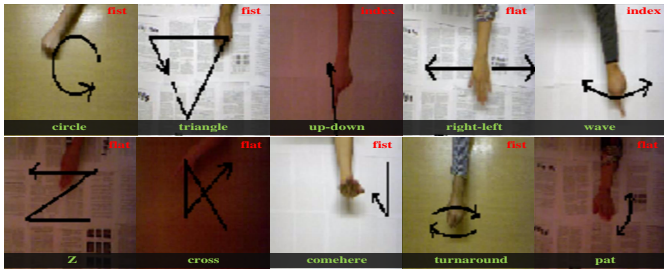 fist
fist
index
flat
index
circle
triangle
up-down
right-left
wave
flat
flat
fist
fist
flat
Z
cross
comehere
turnaround
pat